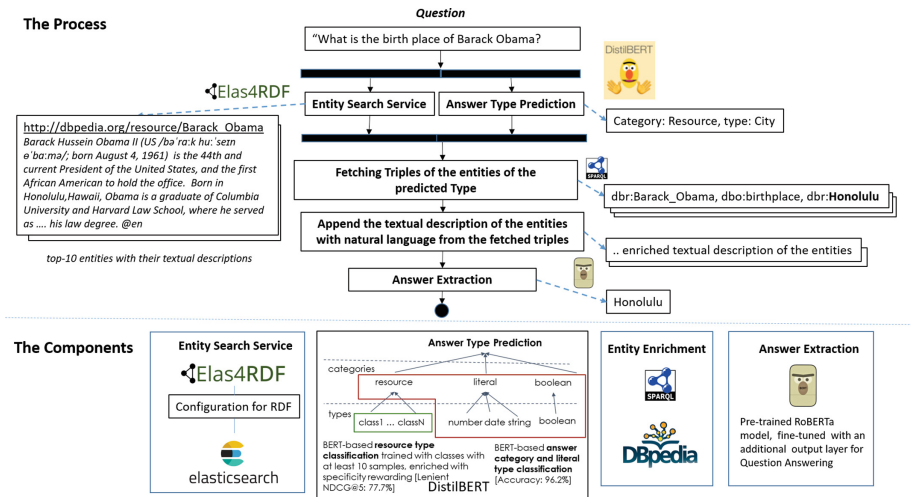 The Process
Question
"What is the birth place of Barack Obama?
DistilBERT
Elas4RDF
Entity Search Service
Answer Type Prediction
Category: Resource, type: City
http://dbpedia.org/resource/Barack_Obama
Barack Hussein Obama II (US /bəˈrɑːk huːˈseɪn
oʊˈbɑːmə/; born August 4, 1961) is the 44th and
current President of the United States, and the first
African American to hold the office. Born in
Honolulu,Hawaii, Obama is a graduate of Columbia
University and Harvard Law School, where he served
as .... his law degree. @en
top-10 entities with their textual descriptions
Fetching Triples of the entities of
the predicted Type
SPARQL
dbr:Barack_Obama, dbo:birthplace, dbr:Honolulu
Append the textual description of the entities
with natural language from the fetched triples
.. enriched textual description of the entities
Answer Extraction
Honolulu
The Components
Entity Search Service
Elas4RDF
Configuration for RDF
elasticsearch
Answer Type Prediction
categories
resource
literal
boolean
types
class1 ... classN
number date string
boolean
BERT-based resource type
classification trained with classes with
at least 10 samples, enriched with
specificity rewarding [Lenient
NDCG@5: 77.7%]
BERT-based answer
category and literal
type classification
[Accuracy: 96.2%]
DistilBERT
Entity Enrichment
SPARQL
DBpedia
Answer Extraction
Pre-trained RoBERTa
model, fine-tuned with an
additional output layer for
Question Answering